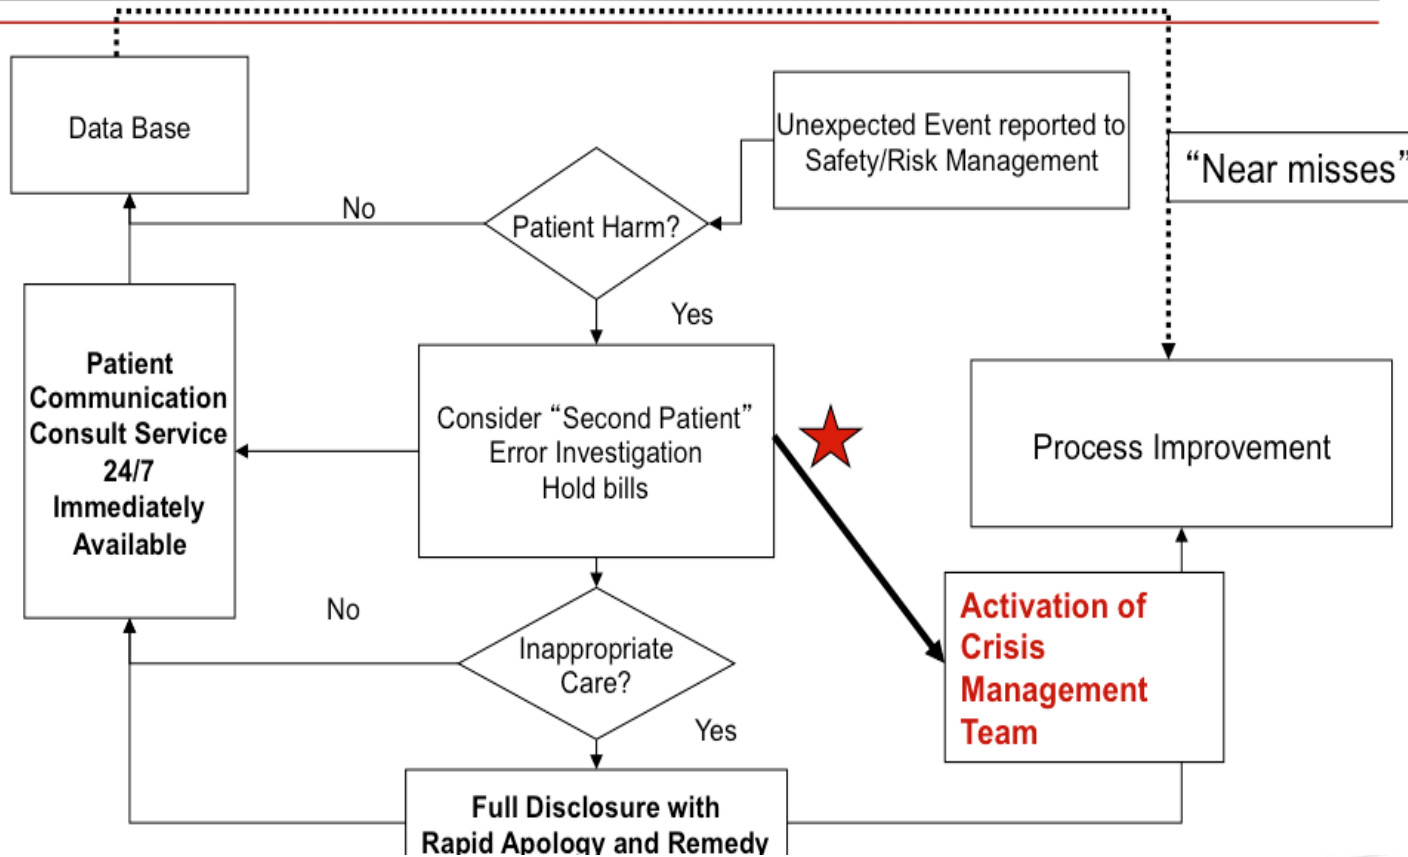 Data Base
Unexpected Event reported to
Safety/Risk Management
“Near misses”
No
Patient Harm?
Yes
Patient
Communication
Consult Service
24/7
Immediately
Available
Consider “Second Patient”
Error Investigation
Hold bills
Process Improvement
No
Inappropriate
Care?
Yes
Activation of
Crisis
Management
Team
Full Disclosure with
Rapid Apology and Remedy